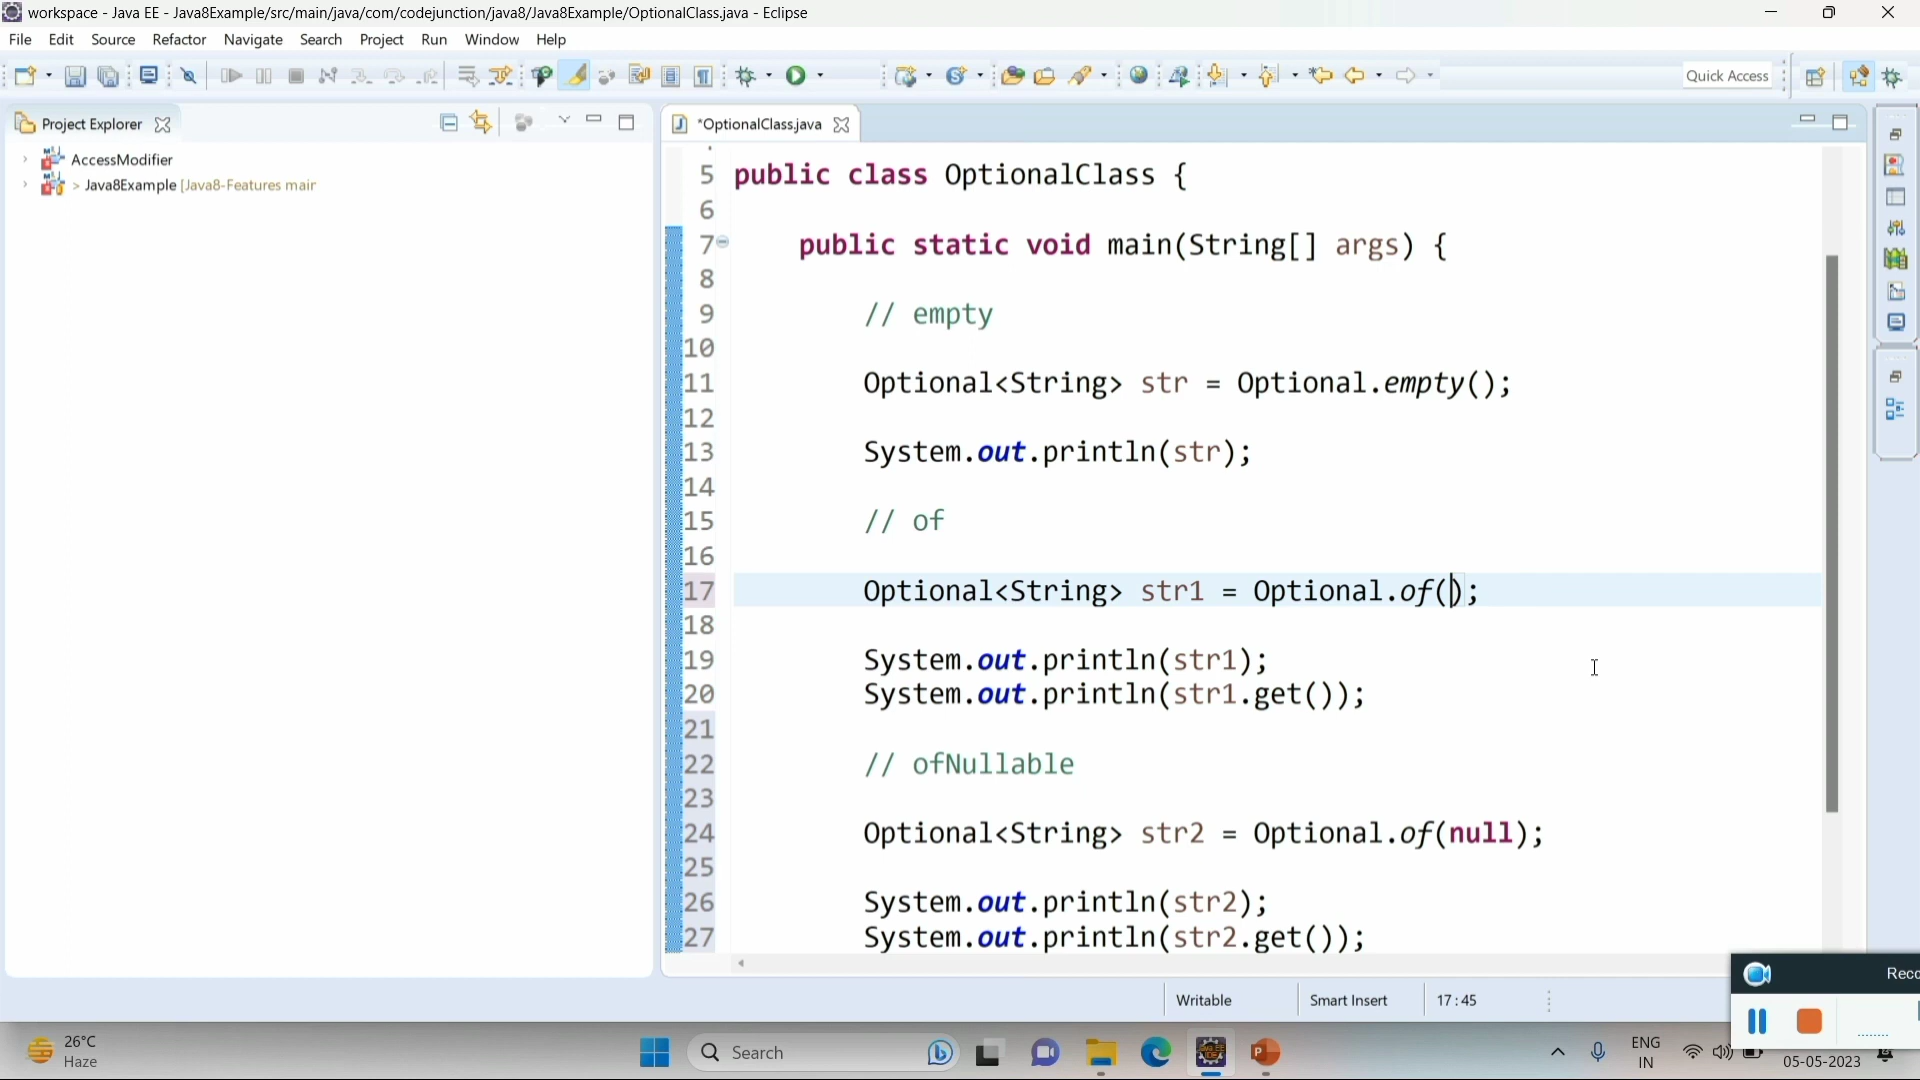 workspace - Java EE - Java8Example/src/main/java/com/codejunction/java8/Java8Example/OptionalClass.java - Eclipse
File Edit Source Refactor Navigate Search Project Run Window Help
Quick Access
Project Explorer
*OptionalClass.java
AccessModifier
> Java8Example [Java8-Features mair
5 public class OptionalClass {
6
7 public static void main(String[] args) {
8
9 // empty
10
11 Optional<String> str = Optional.empty();
12
13 System.out.println(str);
14
15 // of
16
17 Optional<String> str1 = Optional.of();
18
19 System.out.println(str1);
20 System.out.println(str1.get());
21
22 // ofNullable
23
24 Optional<String> str2 = Optional.of(null);
25
26 System.out.println(str2);
27 System.out.println(str2.get());
Reco
Writable Smart Insert 17:45
26°C
Haze
Search
ENG
IN
05-05-2023